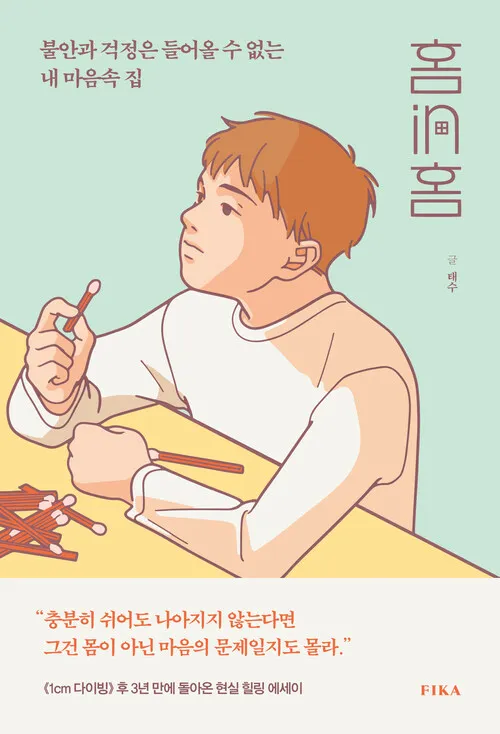 불안과 걱정은 들어올 수 없는
내 마음속 집
홈
in
홈
글
태수
“충분히 쉬어도 나아지지 않는다면
그건 몸이 아닌 마음의 문제일지도 몰라.”
《1cm 다이빙》 후 3년 만에 돌아온 현실 힐링 에세이
FIKA